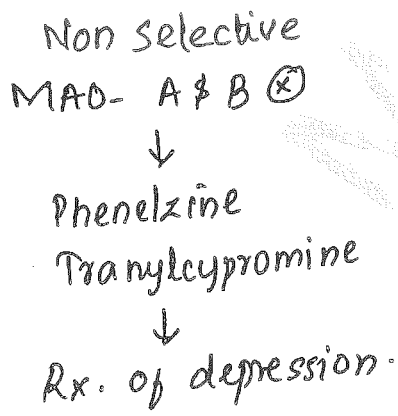 Non selective
MAO- A & B ⓧ
↓
Phenelzine
Tranylcypromine
↓
Rx. of depression.